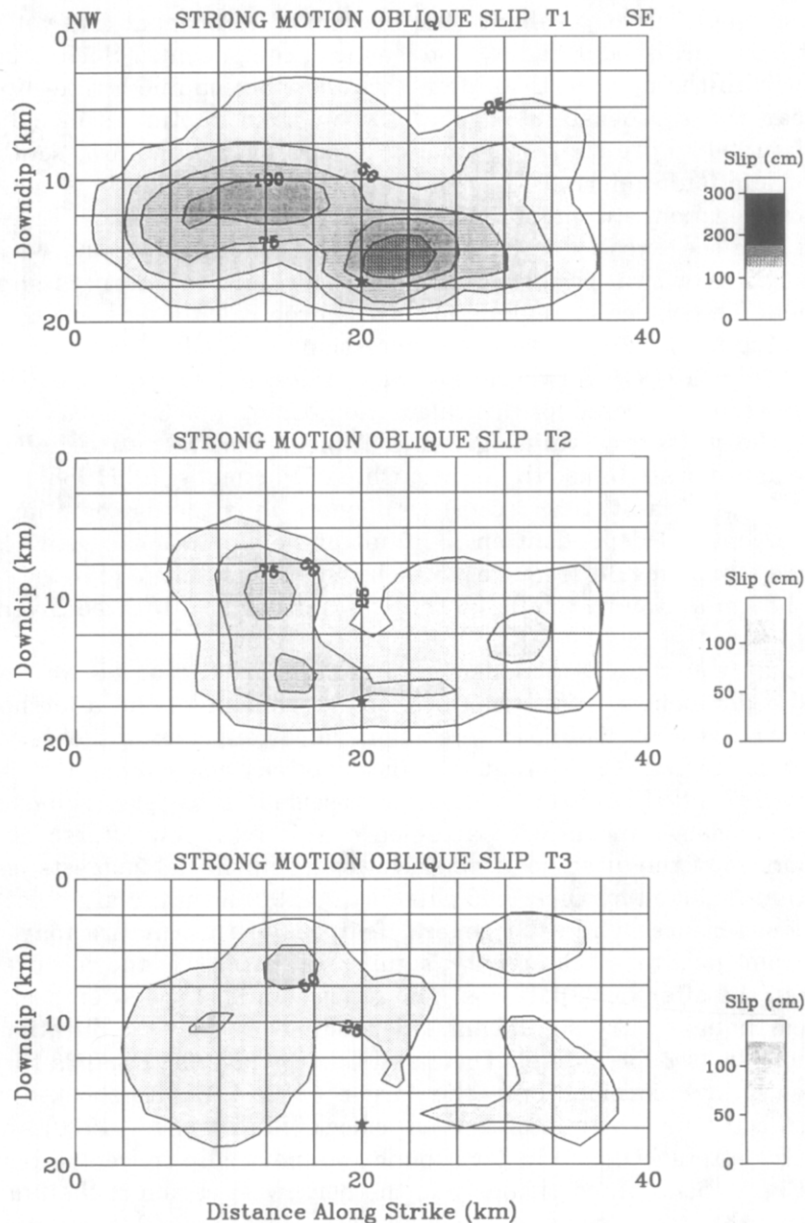 NW STRONG MOTION OBLIQUE SLIP T1 SE
0
25
50
100
75
10
20
0 20 40
Downdip (km)
Slip (cm)
300
200
100
0
STRONG MOTION OBLIQUE SLIP T2
0
50
75
25
10
20
0 20 40
Downdip (km)
Slip (cm)
100
50
0
STRONG MOTION OBLIQUE SLIP T3
0
50
25
10
20
0 20 40
Downdip (km)
Slip (cm)
100
50
0
Distance Along Strike (km)